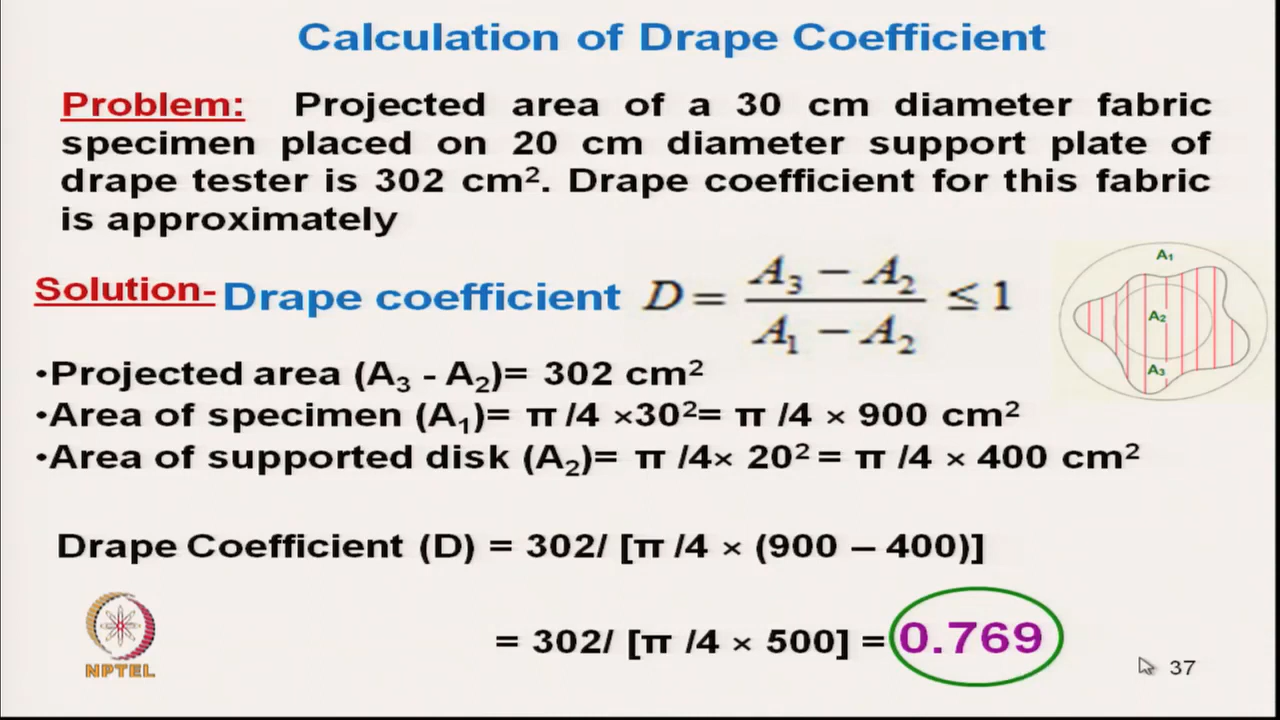 Calculation of Drape Coefficient
Problem: Projected area of a 30 cm diameter fabric
specimen placed on 20 cm diameter support plate of
drape tester is 302 cm². Drape coefficient for this fabric
is approximately
Solution- Drape coefficient D = (A₃ − A₂) / (A₁ − A₂) ≤ 1
A₁
A₂
A₃
•Projected area (A₃ - A₂)= 302 cm²
•Area of specimen (A₁)= π /4 ×30²= π /4 × 900 cm²
•Area of supported disk (A₂)= π /4× 20² = π /4 × 400 cm²
Drape Coefficient (D) = 302/ [π /4 × (900 – 400)]
= 302/ [π /4 × 500] = 0.769
NPTEL
37